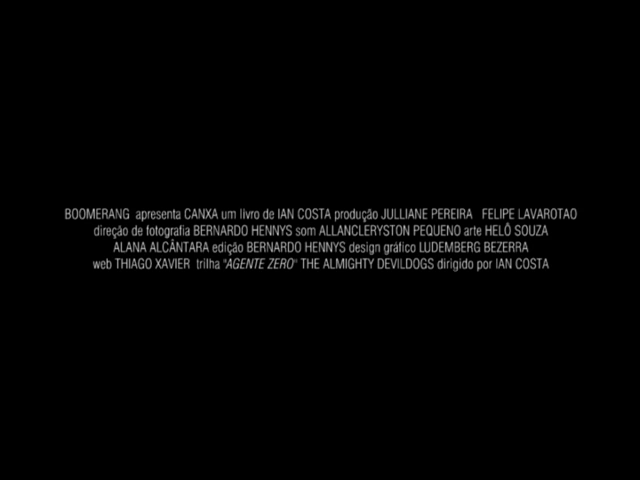 BOOMERANG apresenta CANXA um livro de IAN COSTA produção JULLIANE PEREIRA FELIPE LAVAROTAO
direção de fotografia BERNARDO HENNYS som ALLANCLERYSTON PEQUENO arte HELÔ SOUZA
ALANA ALCÂNTARA edição BERNARDO HENNYS design gráfico LUDEMBERG BEZERRA
web THIAGO XAVIER trilha "AGENTE ZERO" THE ALMIGHTY DEVILDOGS dirigido por IAN COSTA